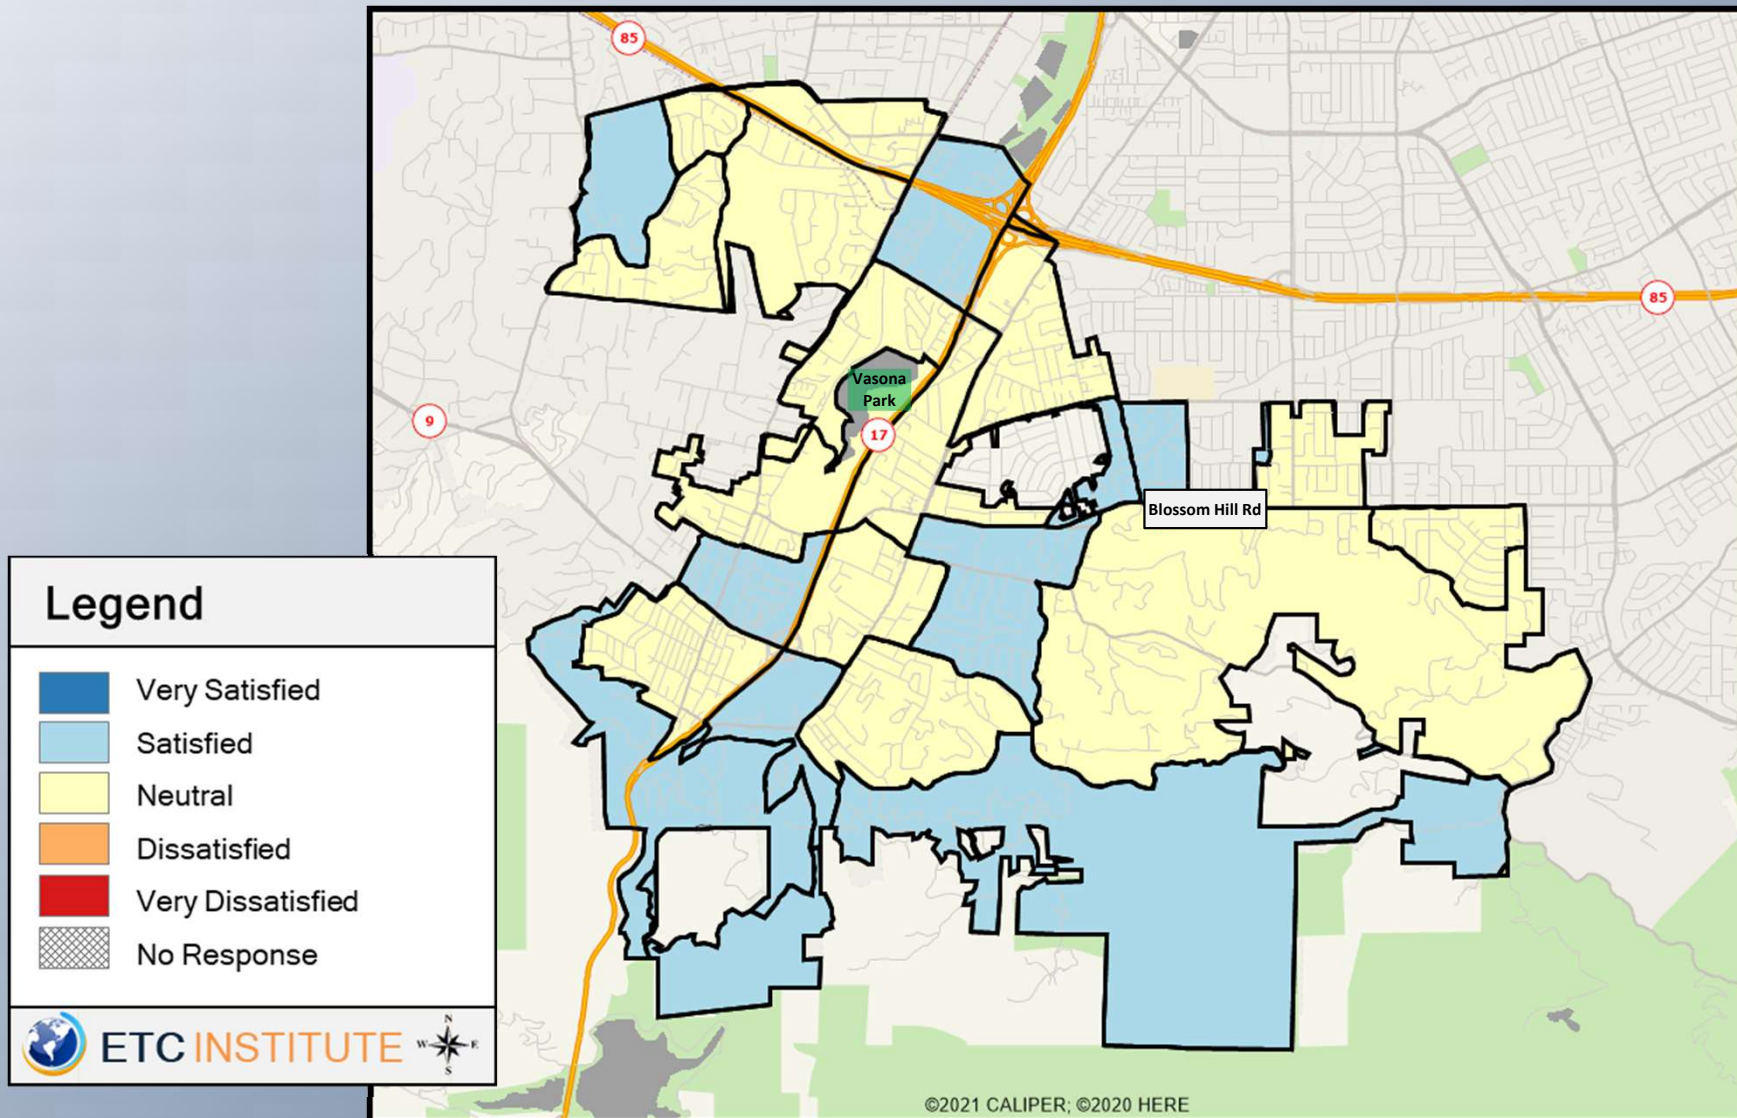 85
85
9
Vasona
Park
17
Blossom Hill Rd
Legend
Very Satisfied
Satisfied
Neutral
Dissatisfied
Very Dissatisfied
No Response
ETC INSTITUTE
N
W E
S
©2021 CALIPER; ©2020 HERE